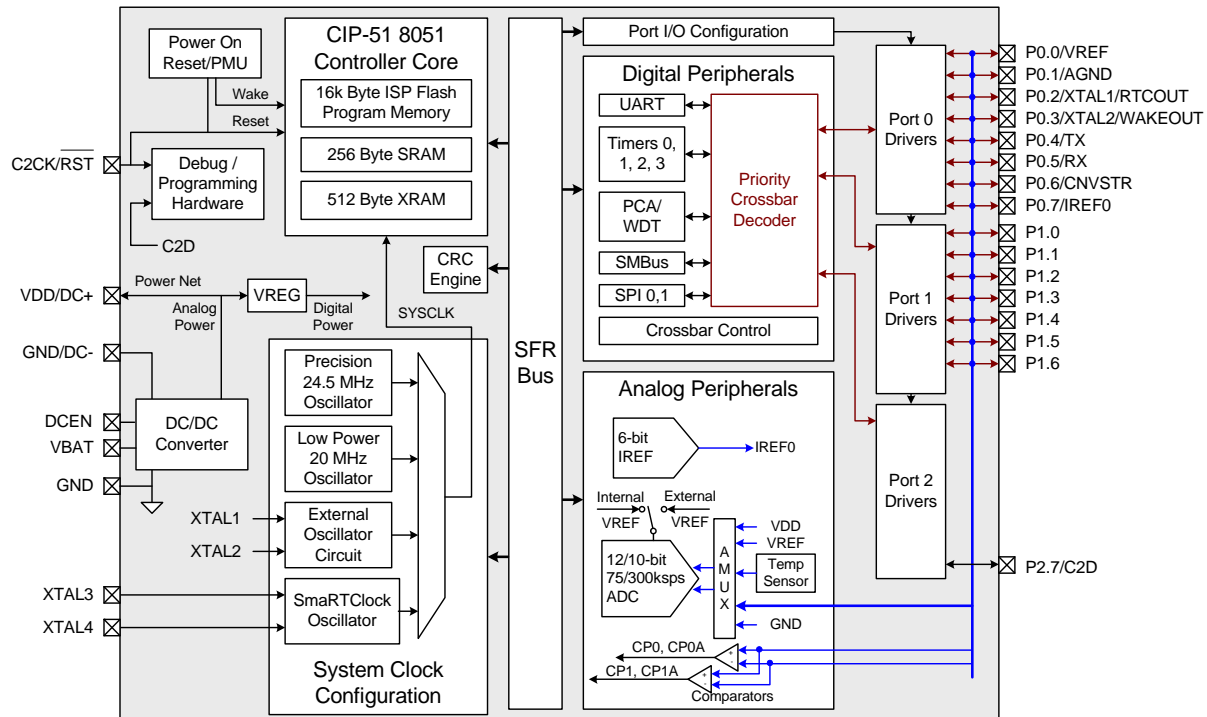 Power On
Reset/PMU
Wake
Reset
C2CK/RST
Debug /
Programming
Hardware
C2D
CIP-51 8051
Controller Core
16k Byte ISP Flash
Program Memory
256 Byte SRAM
512 Byte XRAM
CRC
Engine
VDD/DC+
Power Net
VREG
Analog
Power
Digital
Power
SYSCLK
GND/DC-
DCEN
VBAT
GND
DC/DC
Converter
XTAL1
XTAL2
XTAL3
XTAL4
Precision
24.5 MHz
Oscillator
Low Power
20 MHz
Oscillator
External
Oscillator
Circuit
SmaRTClock
Oscillator
System Clock
Configuration
SFR
Bus
Port I/O Configuration
Digital Peripherals
UART
Timers 0,
1, 2, 3
PCA/
WDT
SMBus
SPI 0,1
Priority
Crossbar
Decoder
Crossbar Control
Analog Peripherals
6-bit
IREF
IREF0
Internal
VREF
External
VREF
12/10-bit
75/300ksps
ADC
A
M
U
X
VDD
VREF
Temp
Sensor
GND
CP0, CP0A
+
-
CP1, CP1A
+
-
Comparators
Port 0
Drivers
Port 1
Drivers
Port 2
Drivers
P0.0/VREF
P0.1/AGND
P0.2/XTAL1/RTCOUT
P0.3/XTAL2/WAKEOUT
P0.4/TX
P0.5/RX
P0.6/CNVSTR
P0.7/IREF0
P1.0
P1.1
P1.2
P1.3
P1.4
P1.5
P1.6
P2.7/C2D